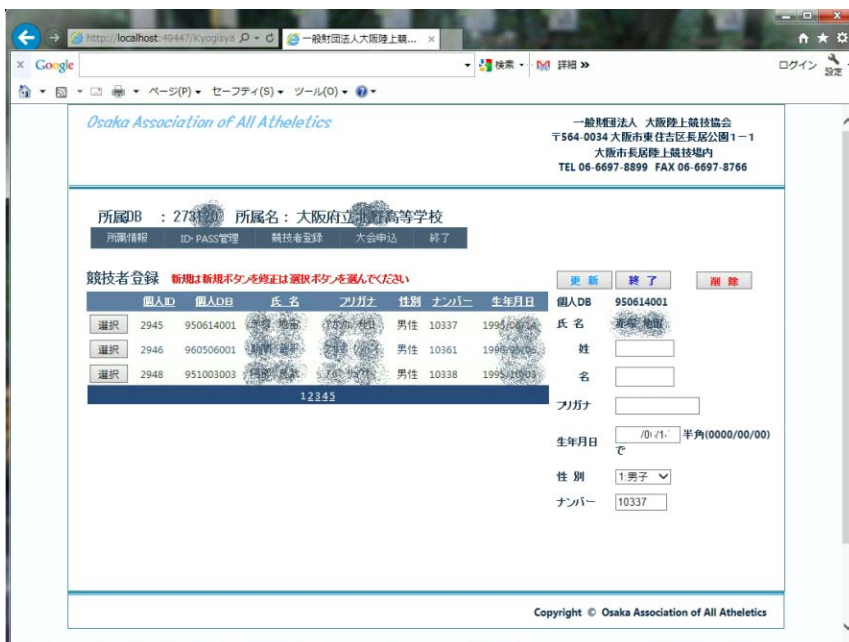 http://localhost:49447/Kyogisya
一般財団法人大阪陸上競...
× Google
検索
詳細 »
ログイン
設定
ページ(P)
セーフティ(S)
ツール(O)
Osaka Association of All Atheletics
一般財団法人 大阪陸上競技協会
〒564-0034 大阪市東住吉区長居公園1-1
大阪市長居陸上競技場内
TEL 06-6697-8899 FAX 06-6697-8766
所属DB : 273 所属名: 大阪府立 高等学校
所属情報 ID・PASS管理 競技者登録 大会申込 終了
競技者登録 新規は新規ボタンを修正は選択ボタンを選んでください
更新 終了 削除
個人ID 個人DB 氏名 フリガナ 性別 ナンバー 生年月日
選択 2945 950614001 男性 10337
選択 2946 960506001 男性 10361
選択 2948 951003003 男性 10338
12345
個人DB 950614001
氏名
姓
名
フリガナ
生年月日 半角(0000/00/00)
で
性別 1:男子
ナンバー 10337
Copyright © Osaka Association of All Atheletics